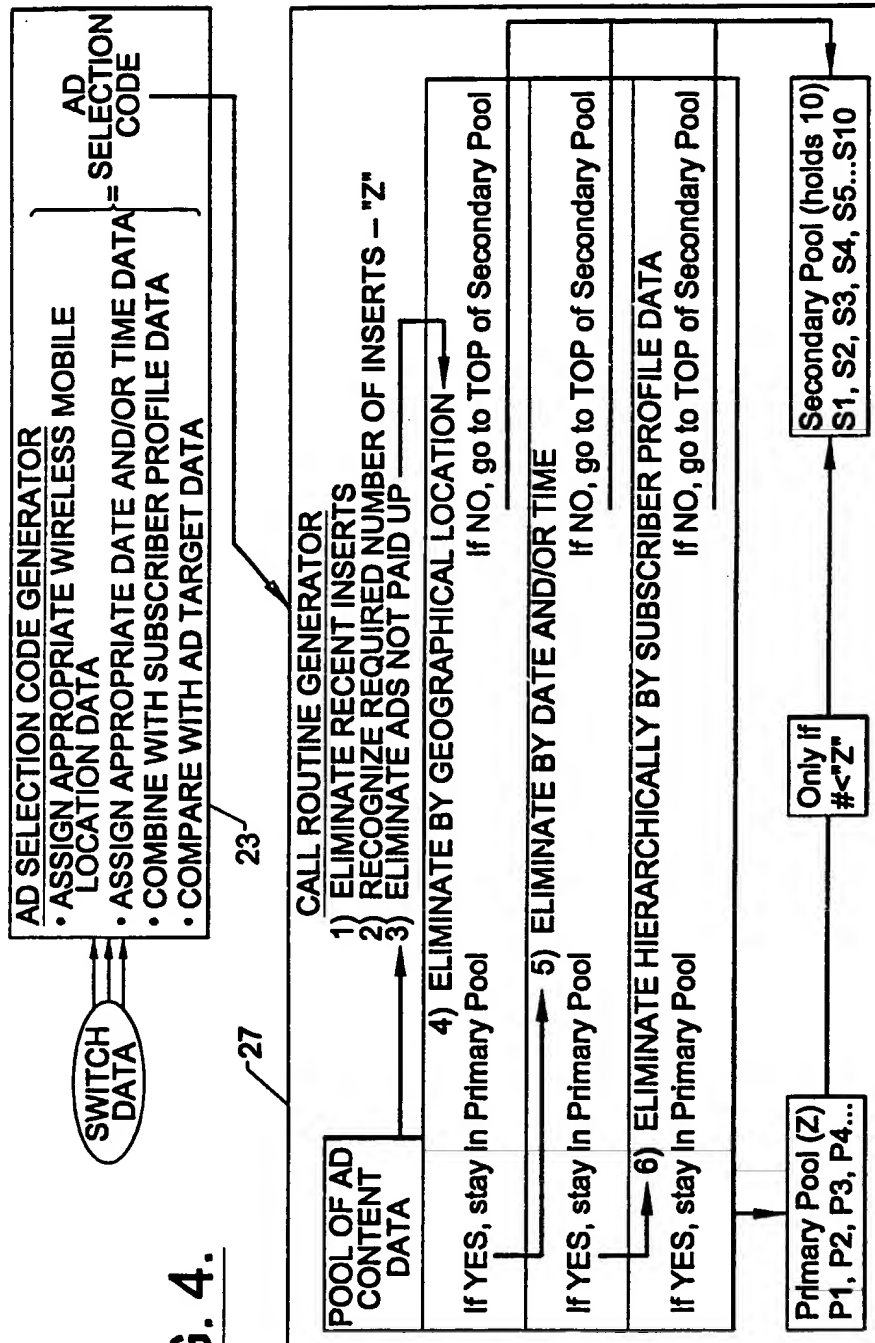 AD SELECTION CODE GENERATOR
• ASSIGN APPROPRIATE WIRELESS MOBILE
LOCATION DATA
• ASSIGN APPROPRIATE DATE AND/OR TIME DATA
• COMBINE WITH SUBSCRIBER PROFILE DATA
• COMPARE WITH AD TARGET DATA
= AD
SELECTION
CODE
SWITCH
DATA
23
27
CALL ROUTINE GENERATOR
1) ELIMINATE RECENT INSERTS
2) RECOGNIZE REQUIRED NUMBER OF INSERTS – "Z"
3) ELIMINATE ADS NOT PAID UP
POOL OF AD
CONTENT
DATA
4) ELIMINATE BY GEOGRAPHICAL LOCATION
If YES, stay in Primary Pool
If NO, go to TOP of Secondary Pool
5) ELIMINATE BY DATE AND/OR TIME
If YES, stay in Primary Pool
If NO, go to TOP of Secondary Pool
6) ELIMINATE HIERARCHICALLY BY SUBSCRIBER PROFILE DATA
If YES, stay in Primary Pool
If NO, go to TOP of Secondary Pool
Primary Pool (Z)
P1, P2, P3, P4...
Only if
#<"Z"
Secondary Pool (holds 10)
S1, S2, S3, S4, S5...S10
G. 4.